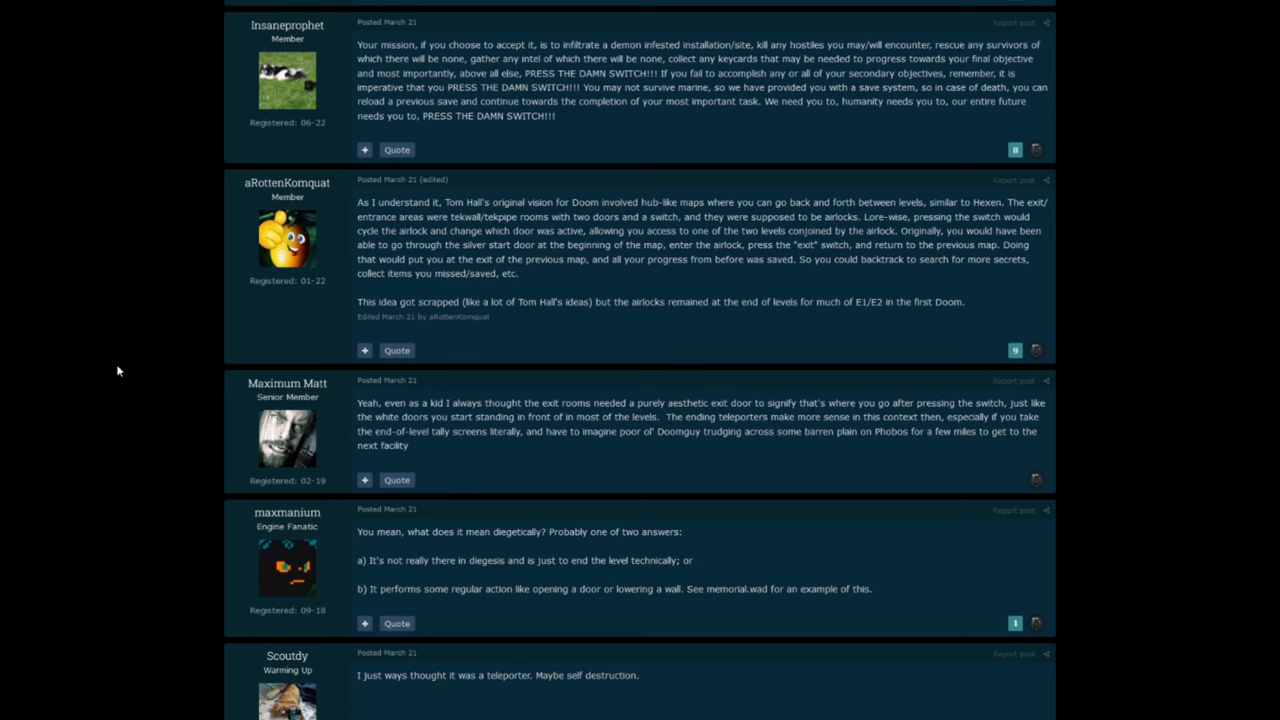 Insaneprophet
Member
Registered: 06-22
Posted March 21
Report post
Your mission, if you choose to accept it, is to infiltrate a demon infested installation/site, kill any hostiles you may/will encounter, rescue any survivors of
which there will be none, gather any intel of which there will be none, collect any keycards that may be needed to progress towards your final objective
and most importantly, above all else, PRESS THE DAMN SWITCH!!! If you fail to accomplish any or all of your secondary objectives, remember, it is
imperative that you PRESS THE DAMN SWITCH!!! You may not survive marine, so we have provided you with a save system, so in case of death, you can
reload a previous save and continue towards the completion of your most important task. We need you to, humanity needs you to, our entire future
needs you to, PRESS THE DAMN SWITCH!!!
+ Quote
8
aRottenKomquat
Member
Registered: 01-22
Posted March 21 (edited)
Report post
As I understand it, Tom Hall's original vision for Doom involved hub-like maps where you can go back and forth between levels, similar to Hexen. The exit/
entrance areas were tekwall/tekpipe rooms with two doors and a switch, and they were supposed to be airlocks. Lore-wise, pressing the switch would
cycle the airlock and change which door was active, allowing you access to one of the two levels conjoined by the airlock. Originally, you would have been
able to go through the silver start door at the beginning of the map, enter the airlock, press the "exit" switch, and return to the previous map. Doing
that would put you at the exit of the previous map, and all your progress from before was saved. So you could backtrack to search for more secrets,
collect items you missed/saved, etc.
This idea got scrapped (like a lot of Tom Hall's ideas) but the airlocks remained at the end of levels for much of E1/E2 in the first Doom.
Edited March 21 by aRottenKomquat
+ Quote
9
Maximum Matt
Senior Member
Registered: 02-19
Posted March 21
Report post
Yeah, even as a kid I always thought the exit rooms needed a purely aesthetic exit door to signify that's where you go after pressing the switch, just like
the white doors you start standing in front of in most of the levels. The ending teleporters make more sense in this context then, especially if you take
the end-of-level tally screens literally, and have to imagine poor ol' Doomguy trudging across some barren plain on Phobos for a few miles to get to the
next facility
+ Quote
maxmanium
Engine Fanatic
Registered: 09-18
Posted March 21
Report post
You mean, what does it mean diegetically? Probably one of two answers:
a) It's not really there in diegesis and is just to end the level technically; or
b) It performs some regular action like opening a door or lowering a wall. See memorial.wad for an example of this.
+ Quote
1
Scoutdy
Warming Up
Posted March 21
Report post
I just ways thought it was a teleporter. Maybe self destruction.